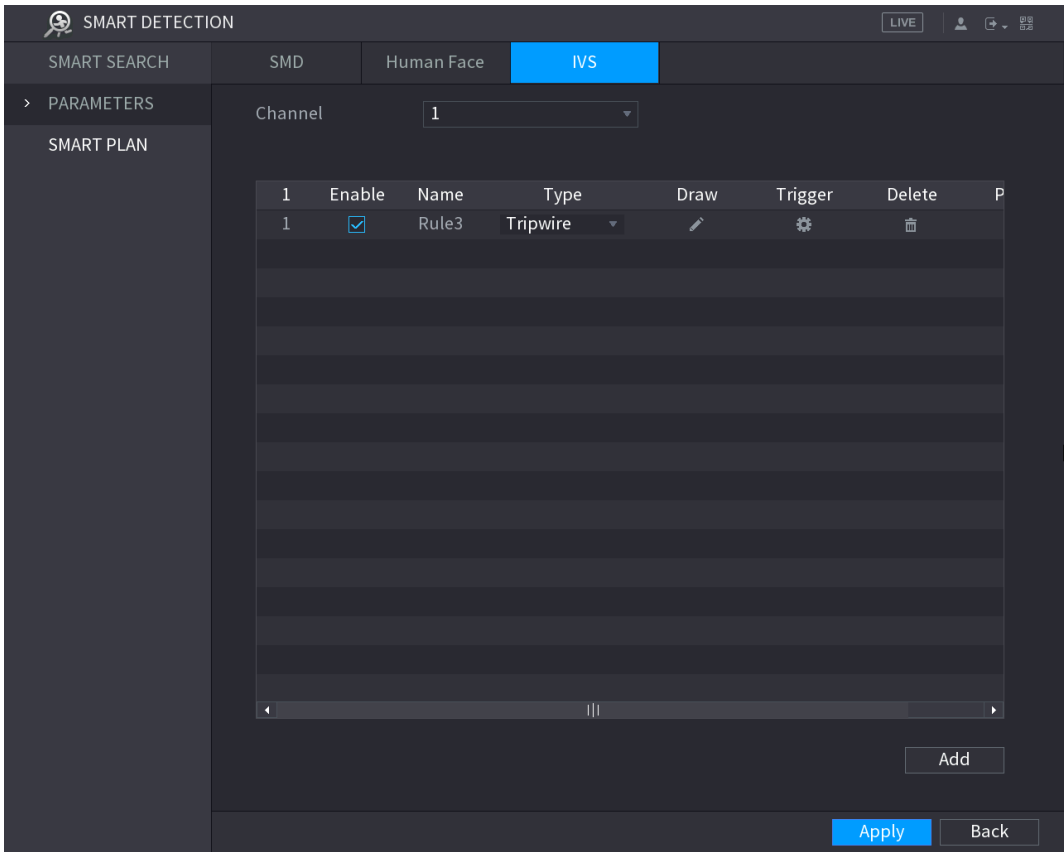 SMART DETECTION LIVE
SMART SEARCH SMD Human Face IVS
PARAMETERS
Channel 1
SMART PLAN
1 Enable Name Type Draw Trigger Delete P
1 Rule3 Tripwire
Add
Apply Back